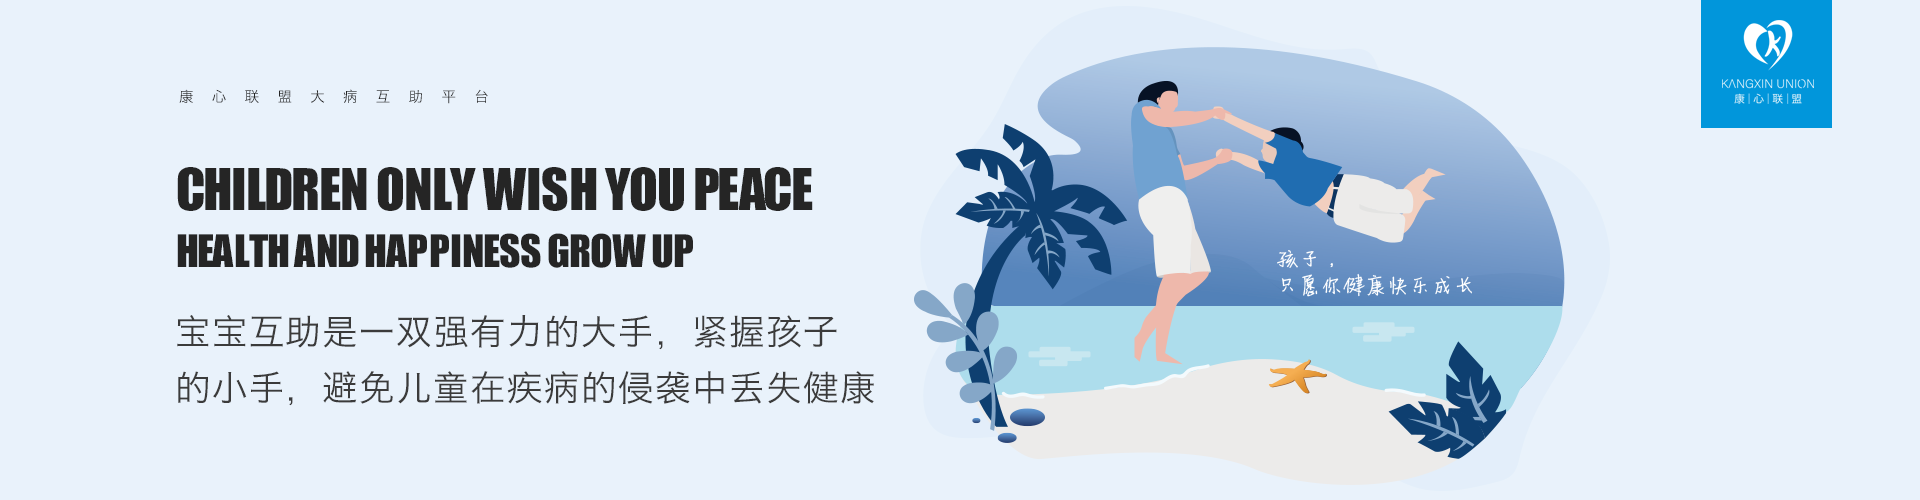 康心联盟大病互助平台
CHILDREN ONLY WISH YOU PEACE
HEALTH AND HAPPINESS GROW UP
宝宝互助是一双强有力的大手，紧握孩子
的小手，避免儿童在疾病的侵袭中丢失健康
孩子，
只愿你健康快乐成长
KANGXIN UNION
康|心|联|盟